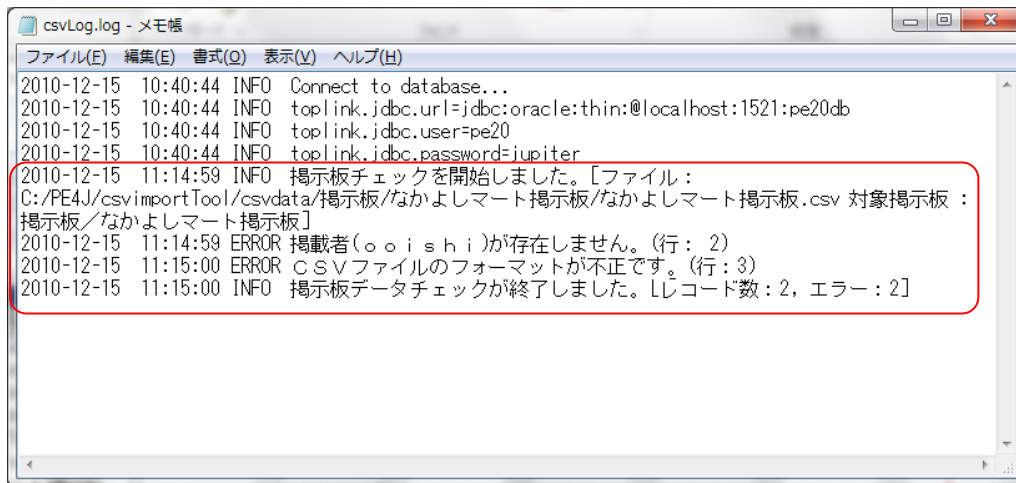 csvLog.log - メモ帳
ファイル(F) 編集(E) 書式(O) 表示(V) ヘルプ(H)
2010-12-15 10:40:44 INFO Connect to database...
2010-12-15 10:40:44 INFO toplink.jdbc.url=jdbc:oracle:thin:@localhost:1521:pe20db
2010-12-15 10:40:44 INFO toplink.jdbc.user=pe20
2010-12-15 10:40:44 INFO toplink.jdbc.password=jupiter
2010-12-15 11:14:59 INFO 掲示板チェックを開始しました。[ファイル：
C:/PE4J/csvimportTool/csvdata/掲示板/なかよしマート掲示板/なかよしマート掲示板.csv 対象掲示板 ：
掲示板／なかよしマート掲示板]
2010-12-15 11:14:59 ERROR 掲載者(ｏｏｉｓｈｉ)が存在しません。(行： 2)
2010-12-15 11:15:00 ERROR ＣＳＶファイルのフォーマットが不正です。(行：3)
2010-12-15 11:15:00 INFO 掲示板データチェックが終了しました。[レコード数：2, エラー：2]